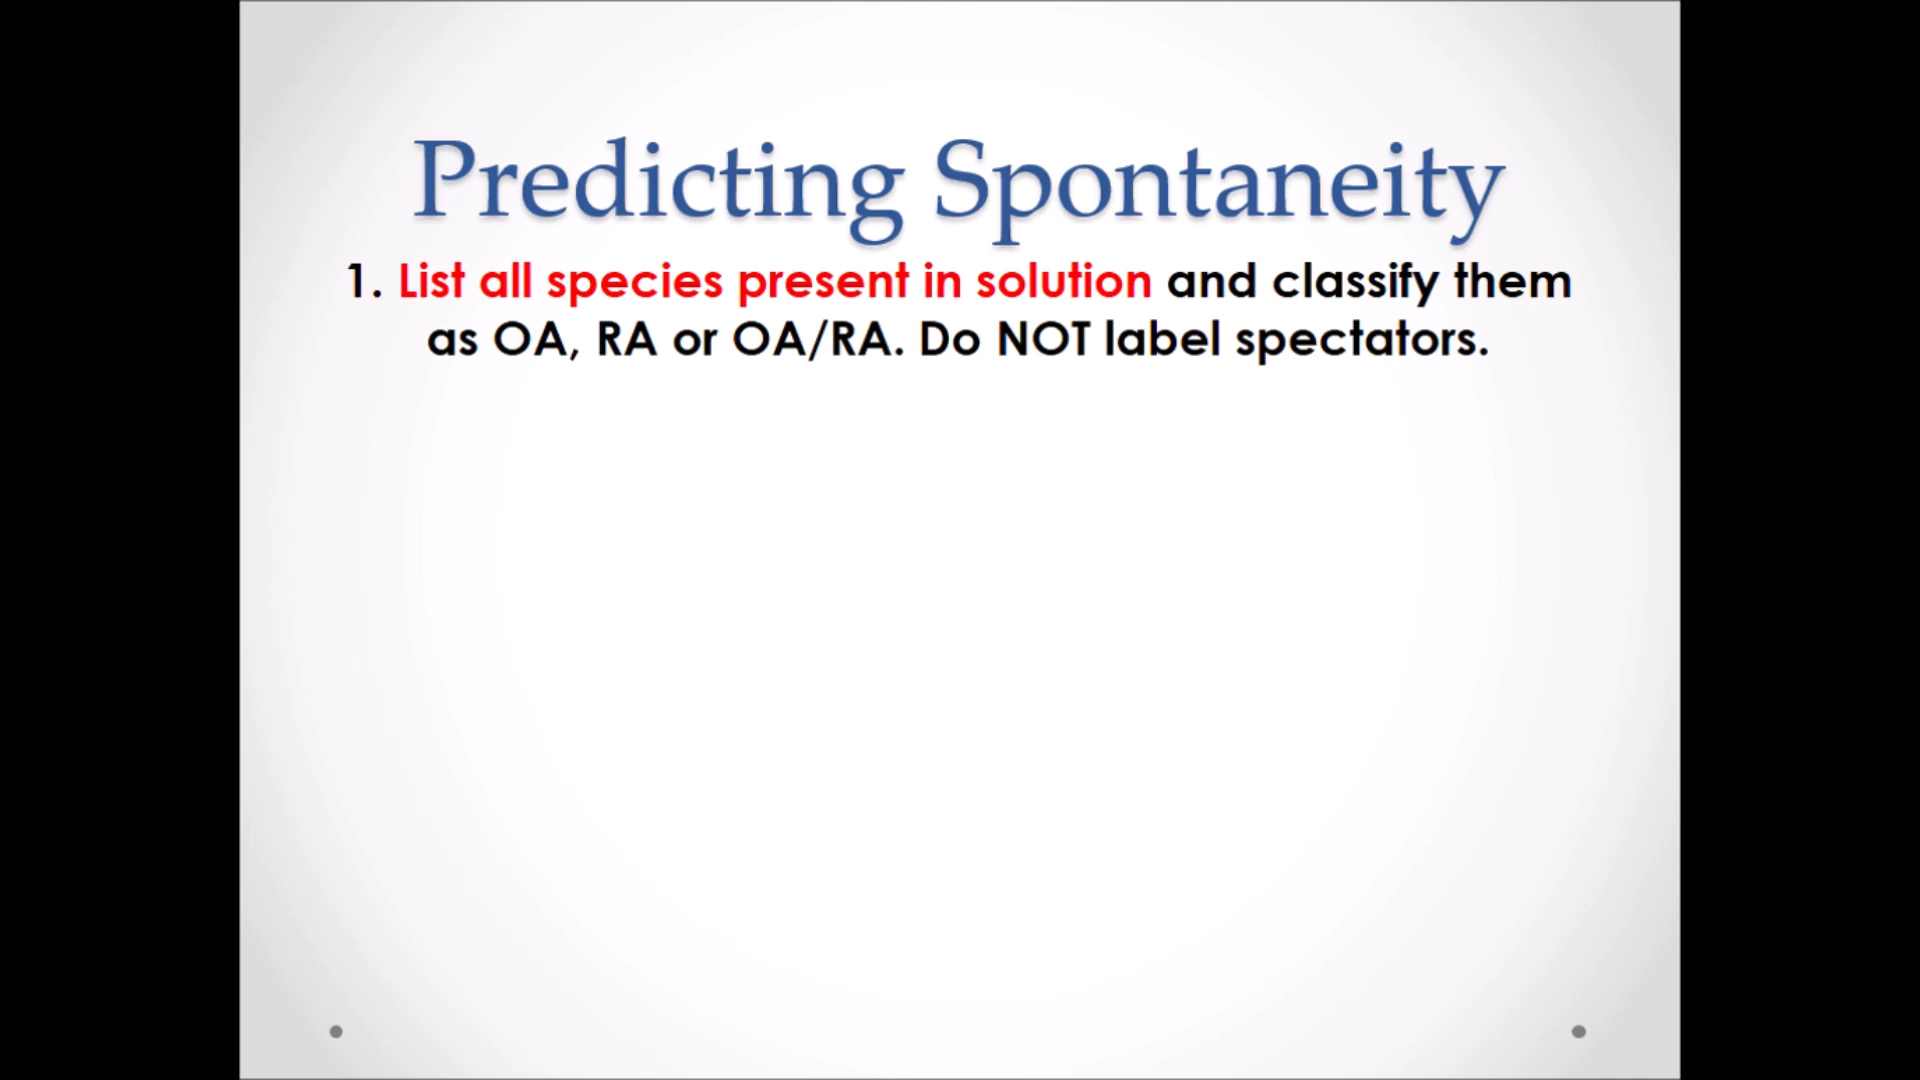 Predicting Spontaneity
1. List all species present in solution and classify them
as OA, RA or OA/RA. Do NOT label spectators.